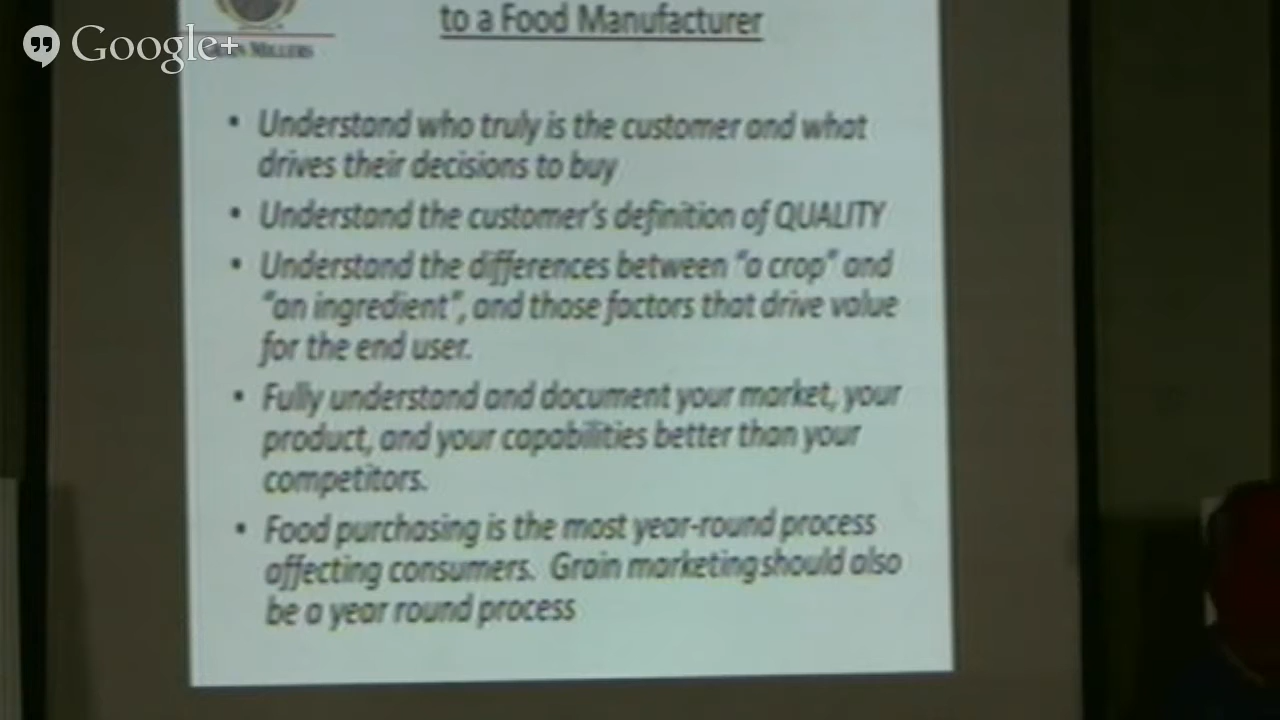 to a Food Manufacturer
Google+
MILLERS
• Understand who truly is the customer and what
drives their decisions to buy
• Understand the customer's definition of QUALITY
• Understand the differences between "a crop" and
"an ingredient", and those factors that drive value
for the end user.
• Fully understand and document your market, your
product, and your capabilities better than your
competitors.
• Food purchasing is the most year-round process
affecting consumers. Grain marketing should also
be a year round process